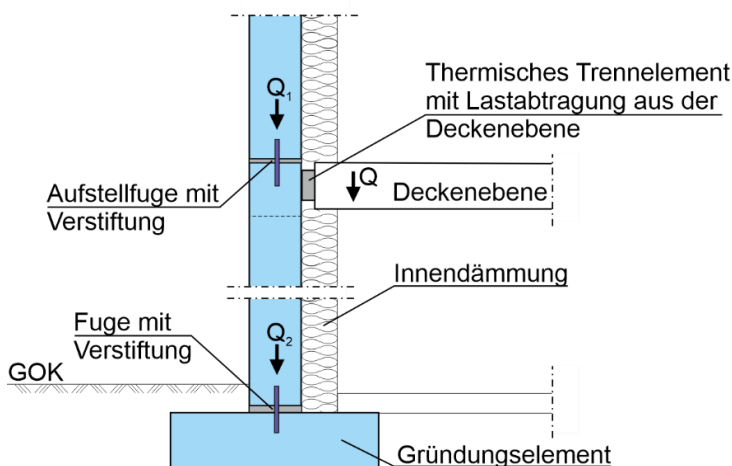 Q₁
Thermisches Trennelement
mit Lastabtragung aus der
Deckenebene
Aufstellfuge mit
Verstiftung
Q
Deckenebene
Innendämmung
Fuge mit
Verstiftung
Q₂
GOK
Gründungselement